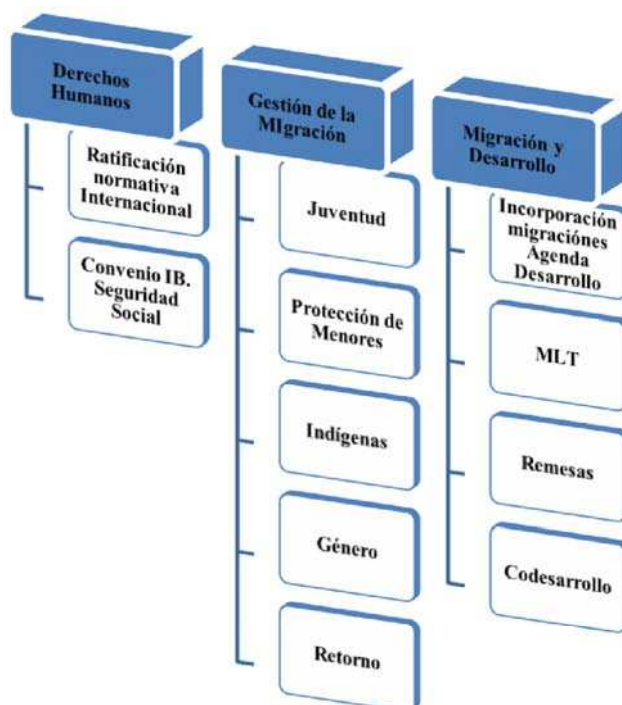 Derechos
Humanos
Ratificación
normativa
Internacional
Convenio IB.
Seguridad
Social
Gestión de la
MIgración
Juventud
Protección de
Menores
Indígenas
Género
Retorno
Migración y
Desarrollo
Incorporación
migraciónes
Agenda
Desarrollo
MLT
Remesas
Codesarrollo